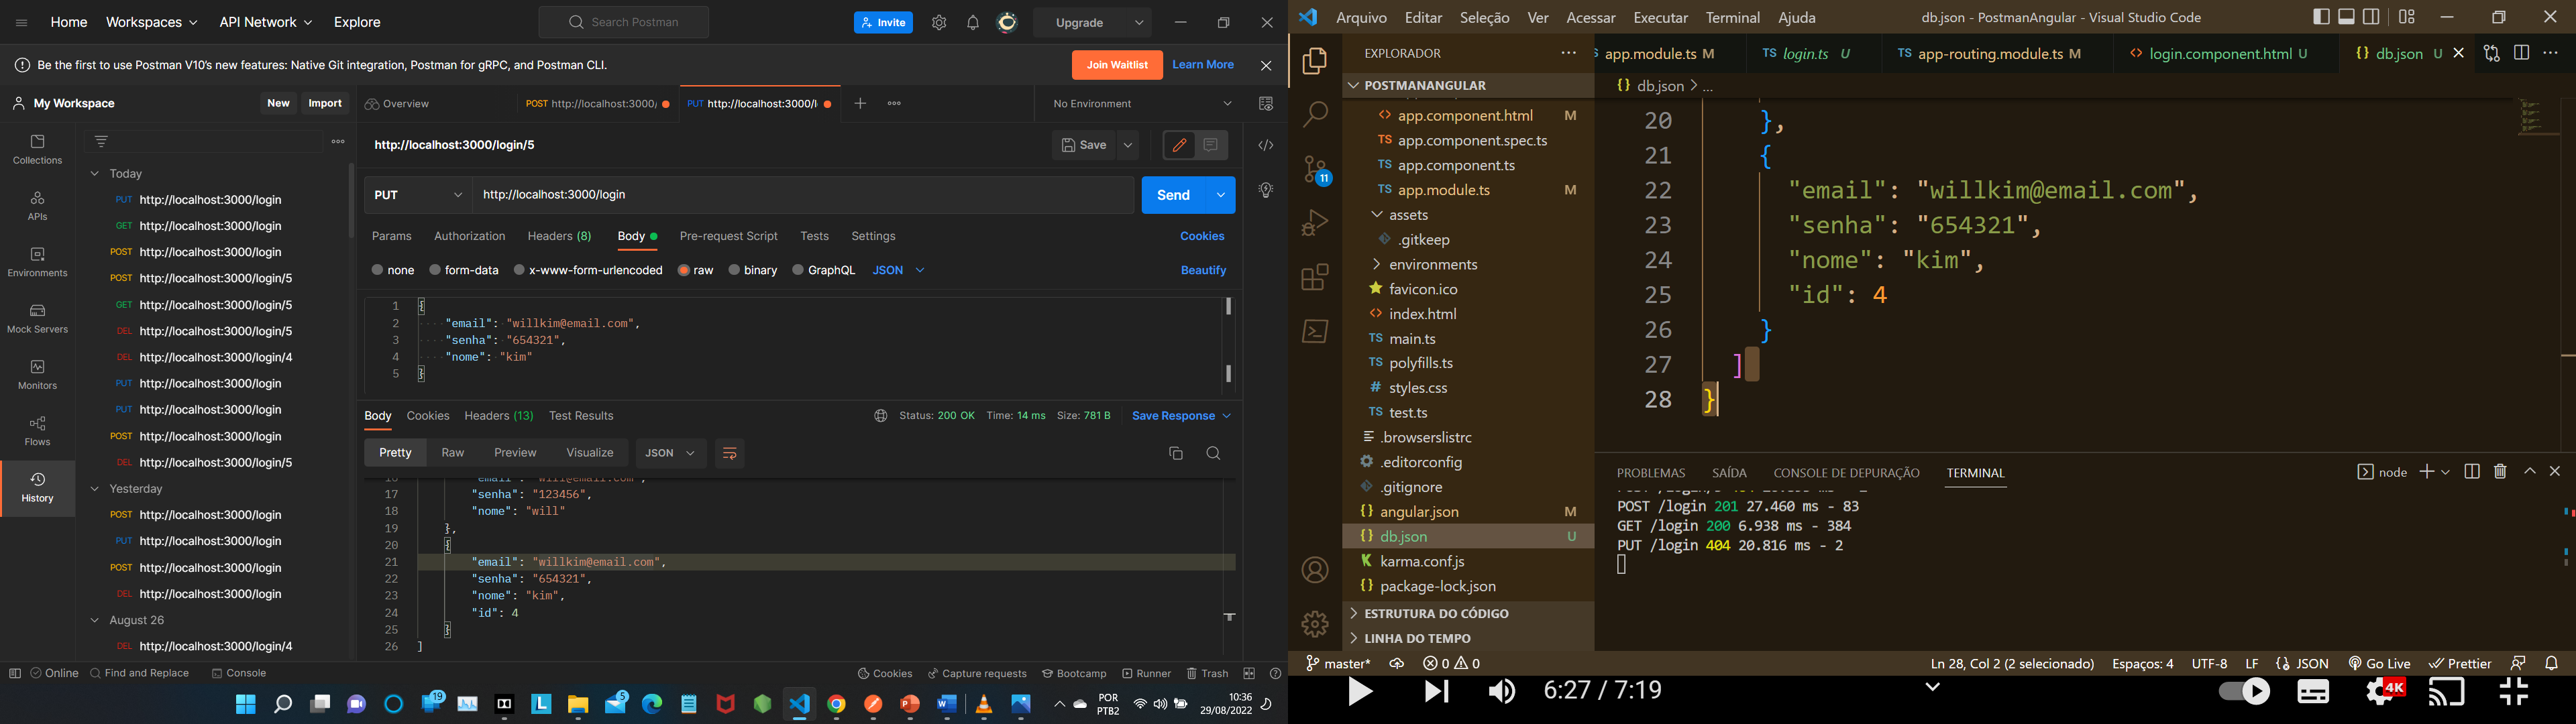 Home Workspaces API Network Explore Search Postman Invite Upgrade
Be the first to use Postman V10's new features: Native Git integration, Postman for gRPC, and Postman CLI. Join Waitlist Learn More
My Workspace New Import Overview POST http://localhost:3000/ PUT http://localhost:3000/l No Environment
Collections
APIs
Environments
Mock Servers
Monitors
Flows
History
Today
PUT http://localhost:3000/login
GET http://localhost:3000/login
POST http://localhost:3000/login
POST http://localhost:3000/login/5
GET http://localhost:3000/login/5
DEL http://localhost:3000/login/5
DEL http://localhost:3000/login/4
PUT http://localhost:3000/login
PUT http://localhost:3000/login
POST http://localhost:3000/login
DEL http://localhost:3000/login/5
Yesterday
POST http://localhost:3000/login
PUT http://localhost:3000/login
POST http://localhost:3000/login
DEL http://localhost:3000/login
August 26
DEL http://localhost:3000/login/4
http://localhost:3000/login/5 Save
PUT http://localhost:3000/login Send
Params Authorization Headers (8) Body Pre-request Script Tests Settings Cookies
none form-data x-www-form-urlencoded raw binary GraphQL JSON Beautify
1 {
2 "email": "willkim@email.com",
3 "senha": "654321",
4 "nome": "kim"
5 }
Body Cookies Headers (13) Test Results Status: 200 OK Time: 14 ms Size: 781 B Save Response
Pretty Raw Preview Visualize JSON
16 "email": "will@email.com",
17 "senha": "123456",
18 "nome": "will"
19 },
20 {
21 "email": "willkim@email.com",
22 "senha": "654321",
23 "nome": "kim",
24 "id": 4
25 }
26 ]
Online Find and Replace Console Cookies Capture requests Bootcamp Runner Trash
19 5 POR PTB2 10:36 29/08/2022
Arquivo Editar Seleção Ver Acessar Executar Terminal Ajuda db.json - PostmanAngular - Visual Studio Code
EXPLORADOR
app.module.ts M TS login.ts U TS app-routing.module.ts M login.component.html U {} db.json U
{} db.json > ...
11
POSTMANANGULAR
app.component.html M
TS app.component.spec.ts
TS app.component.ts
TS app.module.ts M
assets
.gitkeep
environments
favicon.ico
index.html
TS main.ts
TS polyfills.ts
# styles.css
TS test.ts
.browserslistrc
.editorconfig
.gitignore
{} angular.json M
{} db.json U
karma.conf.js
{} package-lock.json
ESTRUTURA DO CÓDIGO
LINHA DO TEMPO
20 },
21 {
22 "email": "willkim@email.com",
23 "senha": "654321",
24 "nome": "kim",
25 "id": 4
26 }
27 ]
28 }
PROBLEMAS SAÍDA CONSOLE DE DEPURAÇÃO TERMINAL node
POST /login 201 27.460 ms - 83
GET /login 200 6.938 ms - 384
PUT /login 404 20.816 ms - 2
master* 0 0 Ln 28, Col 2 (2 selecionado) Espaços: 4 UTF-8 LF {} JSON Go Live Prettier
6:27 / 7:19 4K